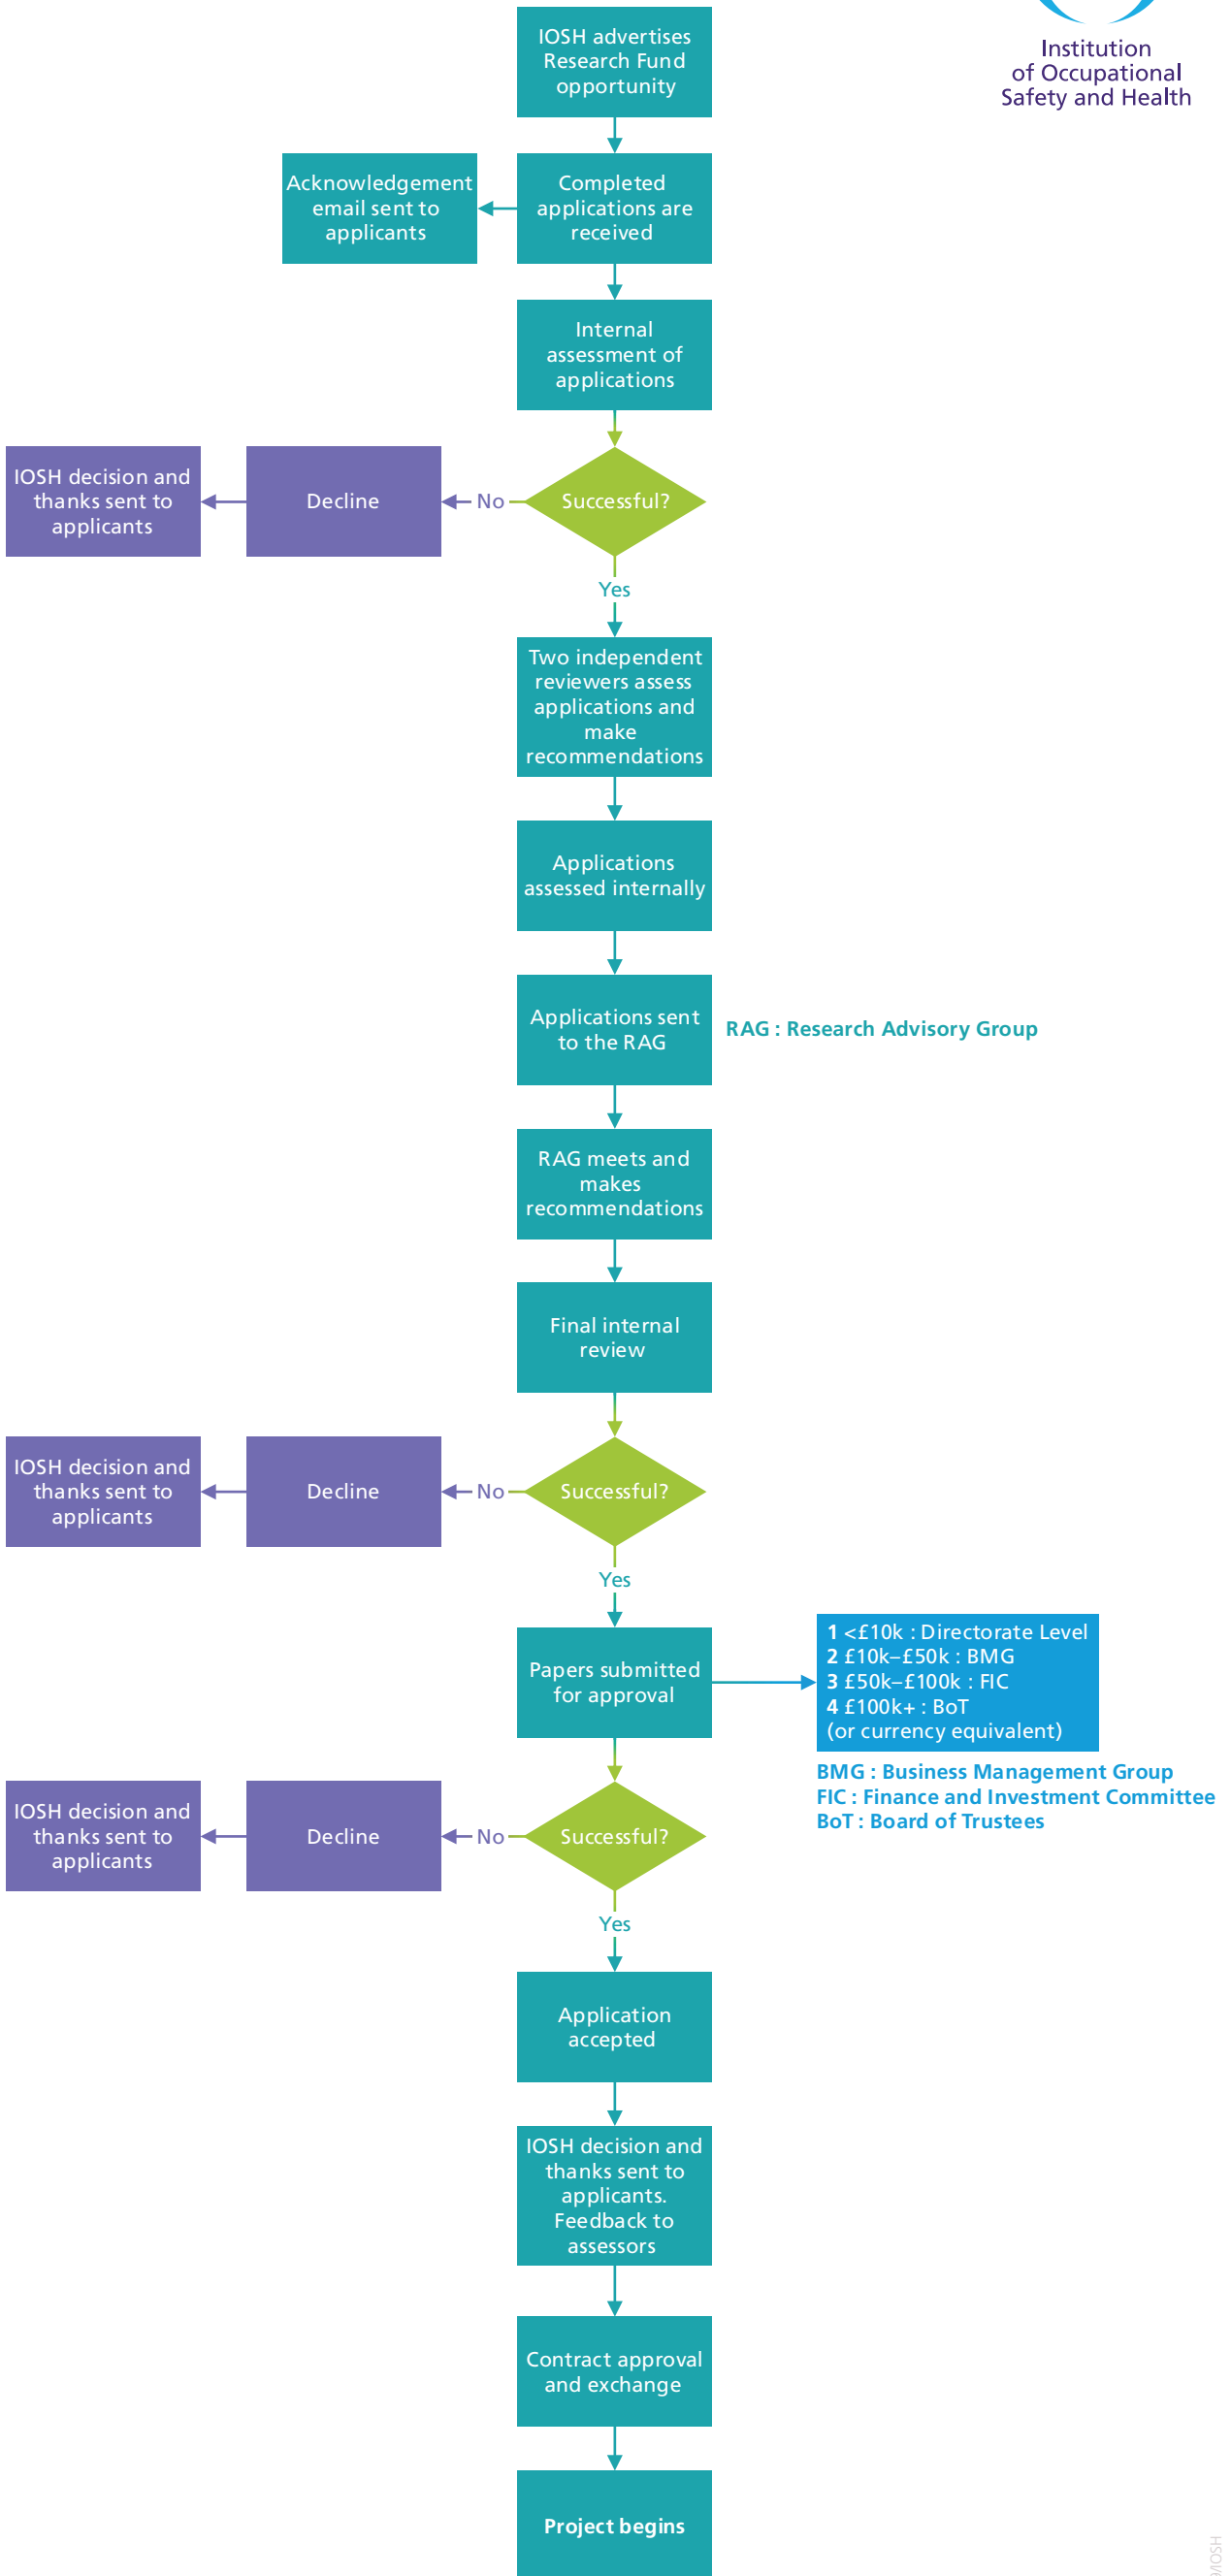 IOSH advertises
Research Fund
opportunity
Institution
of Occupational
Safety and Health
Acknowledgement
email sent to
applicants
Completed
applications are
received
Internal
assessment of
applications
IOSH decision and
thanks sent to
applicants
Decline
No
Successful?
Yes
Two independent
reviewers assess
applications and
make
recommendations
Applications
assessed internally
Applications sent
to the RAG
RAG : Research Advisory Group
RAG meets and
makes
recommendations
Final internal
review
IOSH decision and
thanks sent to
applicants
Decline
No
Successful?
Yes
Papers submitted
for approval
1 <£10k : Directorate Level
2 £10k–£50k : BMG
3 £50k–£100k : FIC
4 £100k+ : BoT
(or currency equivalent)
BMG : Business Management Group
FIC : Finance and Investment Committee
BoT : Board of Trustees
IOSH decision and
thanks sent to
applicants
Decline
No
Successful?
Yes
Application
accepted
IOSH decision and
thanks sent to
applicants.
Feedback to
assessors
Contract approval
and exchange
Project begins